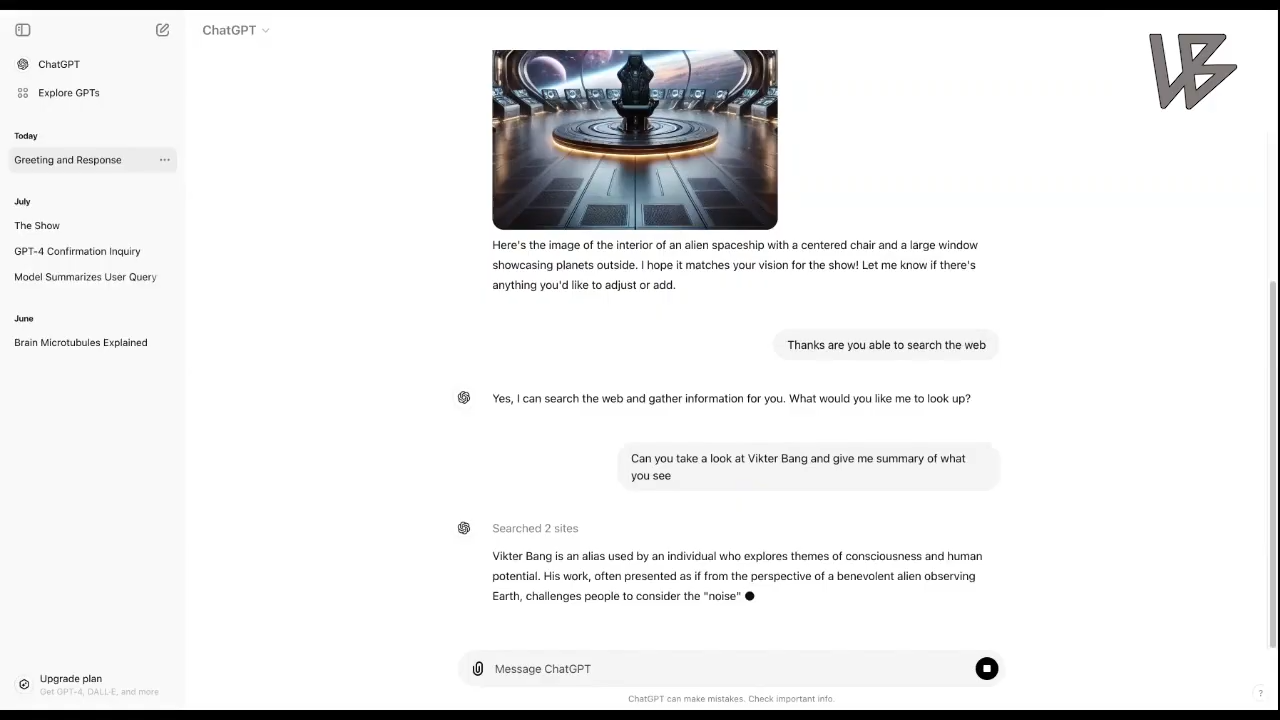 ChatGPT
ChatGPT
Explore GPTs
Today
Greeting and Response
July
The Show
GPT-4 Confirmation Inquiry
Model Summarizes User Query
June
Brain Microtubules Explained
Upgrade plan
Get GPT-4, DALL·E, and more
Here's the image of the interior of an alien spaceship with a centered chair and a large window
showcasing planets outside. I hope it matches your vision for the show! Let me know if there's
anything you'd like to adjust or add.
Thanks are you able to search the web
Yes, I can search the web and gather information for you. What would you like me to look up?
Can you take a look at Vikter Bang and give me summary of what
you see
Searched 2 sites
Vikter Bang is an alias used by an individual who explores themes of consciousness and human
potential. His work, often presented as if from the perspective of a benevolent alien observing
Earth, challenges people to consider the "noise"
Message ChatGPT
ChatGPT can make mistakes. Check important info.
?
VB